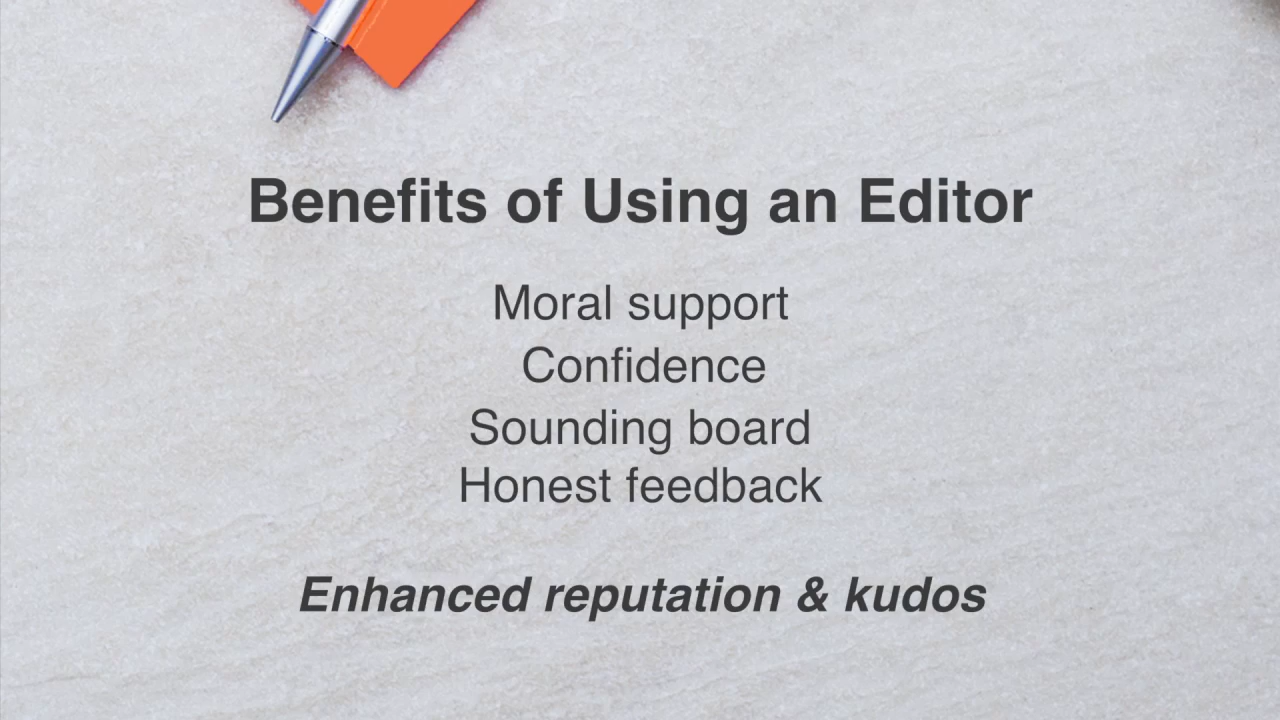 Benefits of Using an Editor
Moral support
Confidence
Sounding board
Honest feedback
Enhanced reputation & kudos